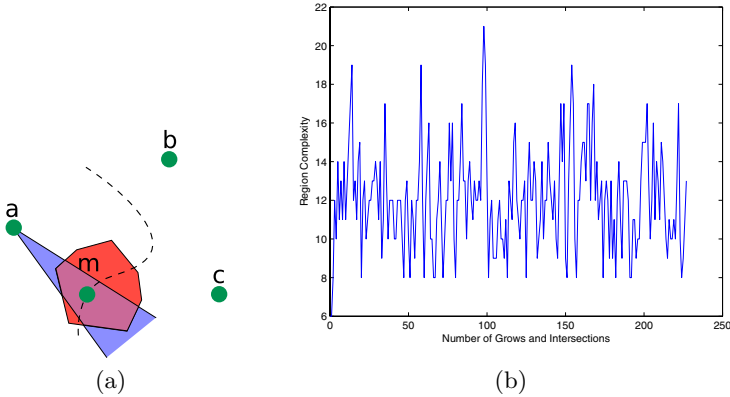 b
a
m
c
(a)
22
20
18
16
14
12
10
8
6
0
50
100
150
200
250
Region Complexity
Number of Grows and Intersections
(b)